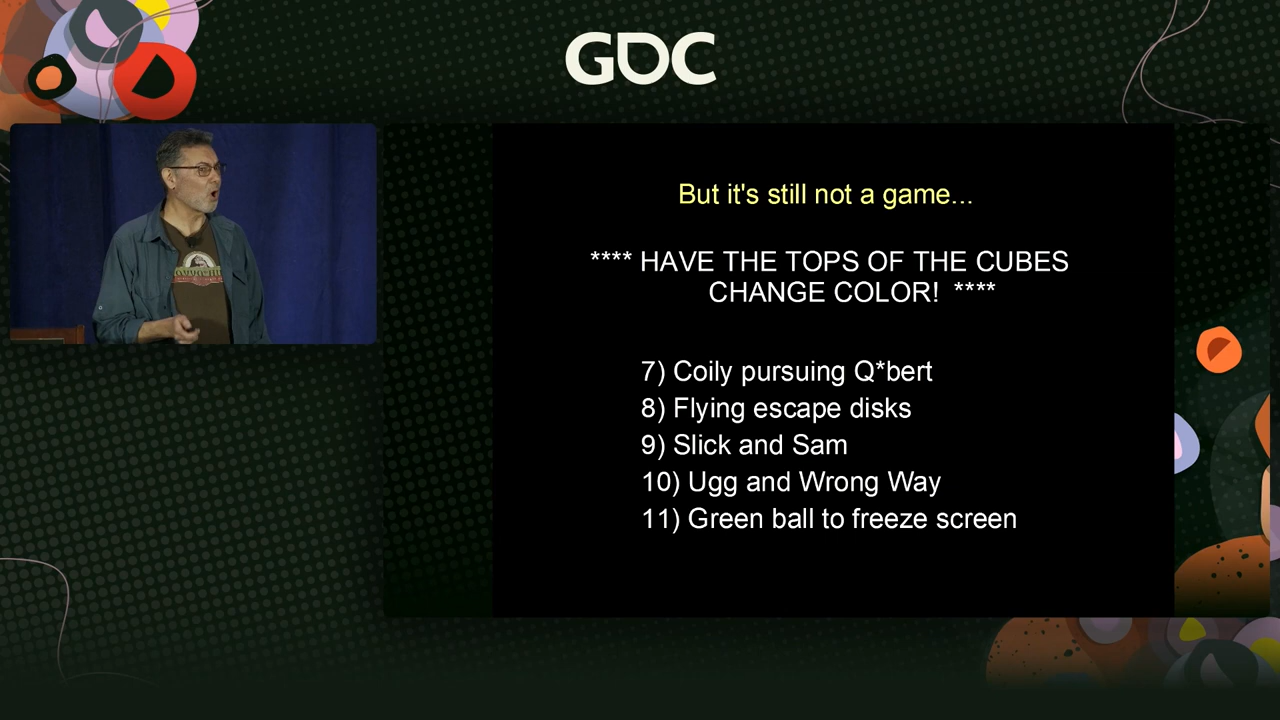 GDC
But it's still not a game...
**** HAVE THE TOPS OF THE CUBES
CHANGE COLOR! ****
7) Coily pursuing Q*bert
8) Flying escape disks
9) Slick and Sam
10) Ugg and Wrong Way
11) Green ball to freeze screen